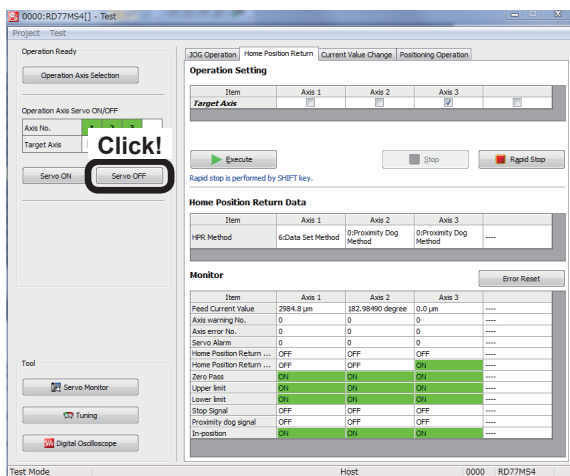 0000:RD77MS4[] - Test
Project Test
Operation Ready
Operation Axis Selection
Operation Axis Servo ON/OFF
Axis No. 1 2 3
Target Axis
Click!
Servo ON Servo OFF
Tool
Servo Monitor
Tuning
Digital Oscilloscope
JOG Operation Home Position Return Current Value Change Positioning Operation
Operation Setting
Item Axis 1 Axis 2 Axis 3
Target Axis
Execute Stop Rapid Stop
Rapid stop is performed by SHIFT key.
Home Position Return Data
Item Axis 1 Axis 2 Axis 3
HPR Method 6:Data Set Method 0:Proximity Dog Method 0:Proximity Dog Method ----
Monitor
Error Reset
Item Axis 1 Axis 2 Axis 3
Feed Current Value 2984.8 µm 182.98490 degree 0.0 µm ----
Axis warning No. 0 0 0 ----
Axis error No. 0 0 0 ----
Servo Alarm 0 0 0 ----
Home Position Return ... OFF OFF OFF ----
Home Position Return ... OFF OFF ON ----
Zero Pass ON ON ON ----
Upper limit ON ON ON ----
Lower limit ON ON ON ----
Stop Signal OFF OFF OFF ----
Proximity dog signal OFF OFF OFF ----
In-position ON ON ON ----
Test Mode Host 0000 RD77MS4